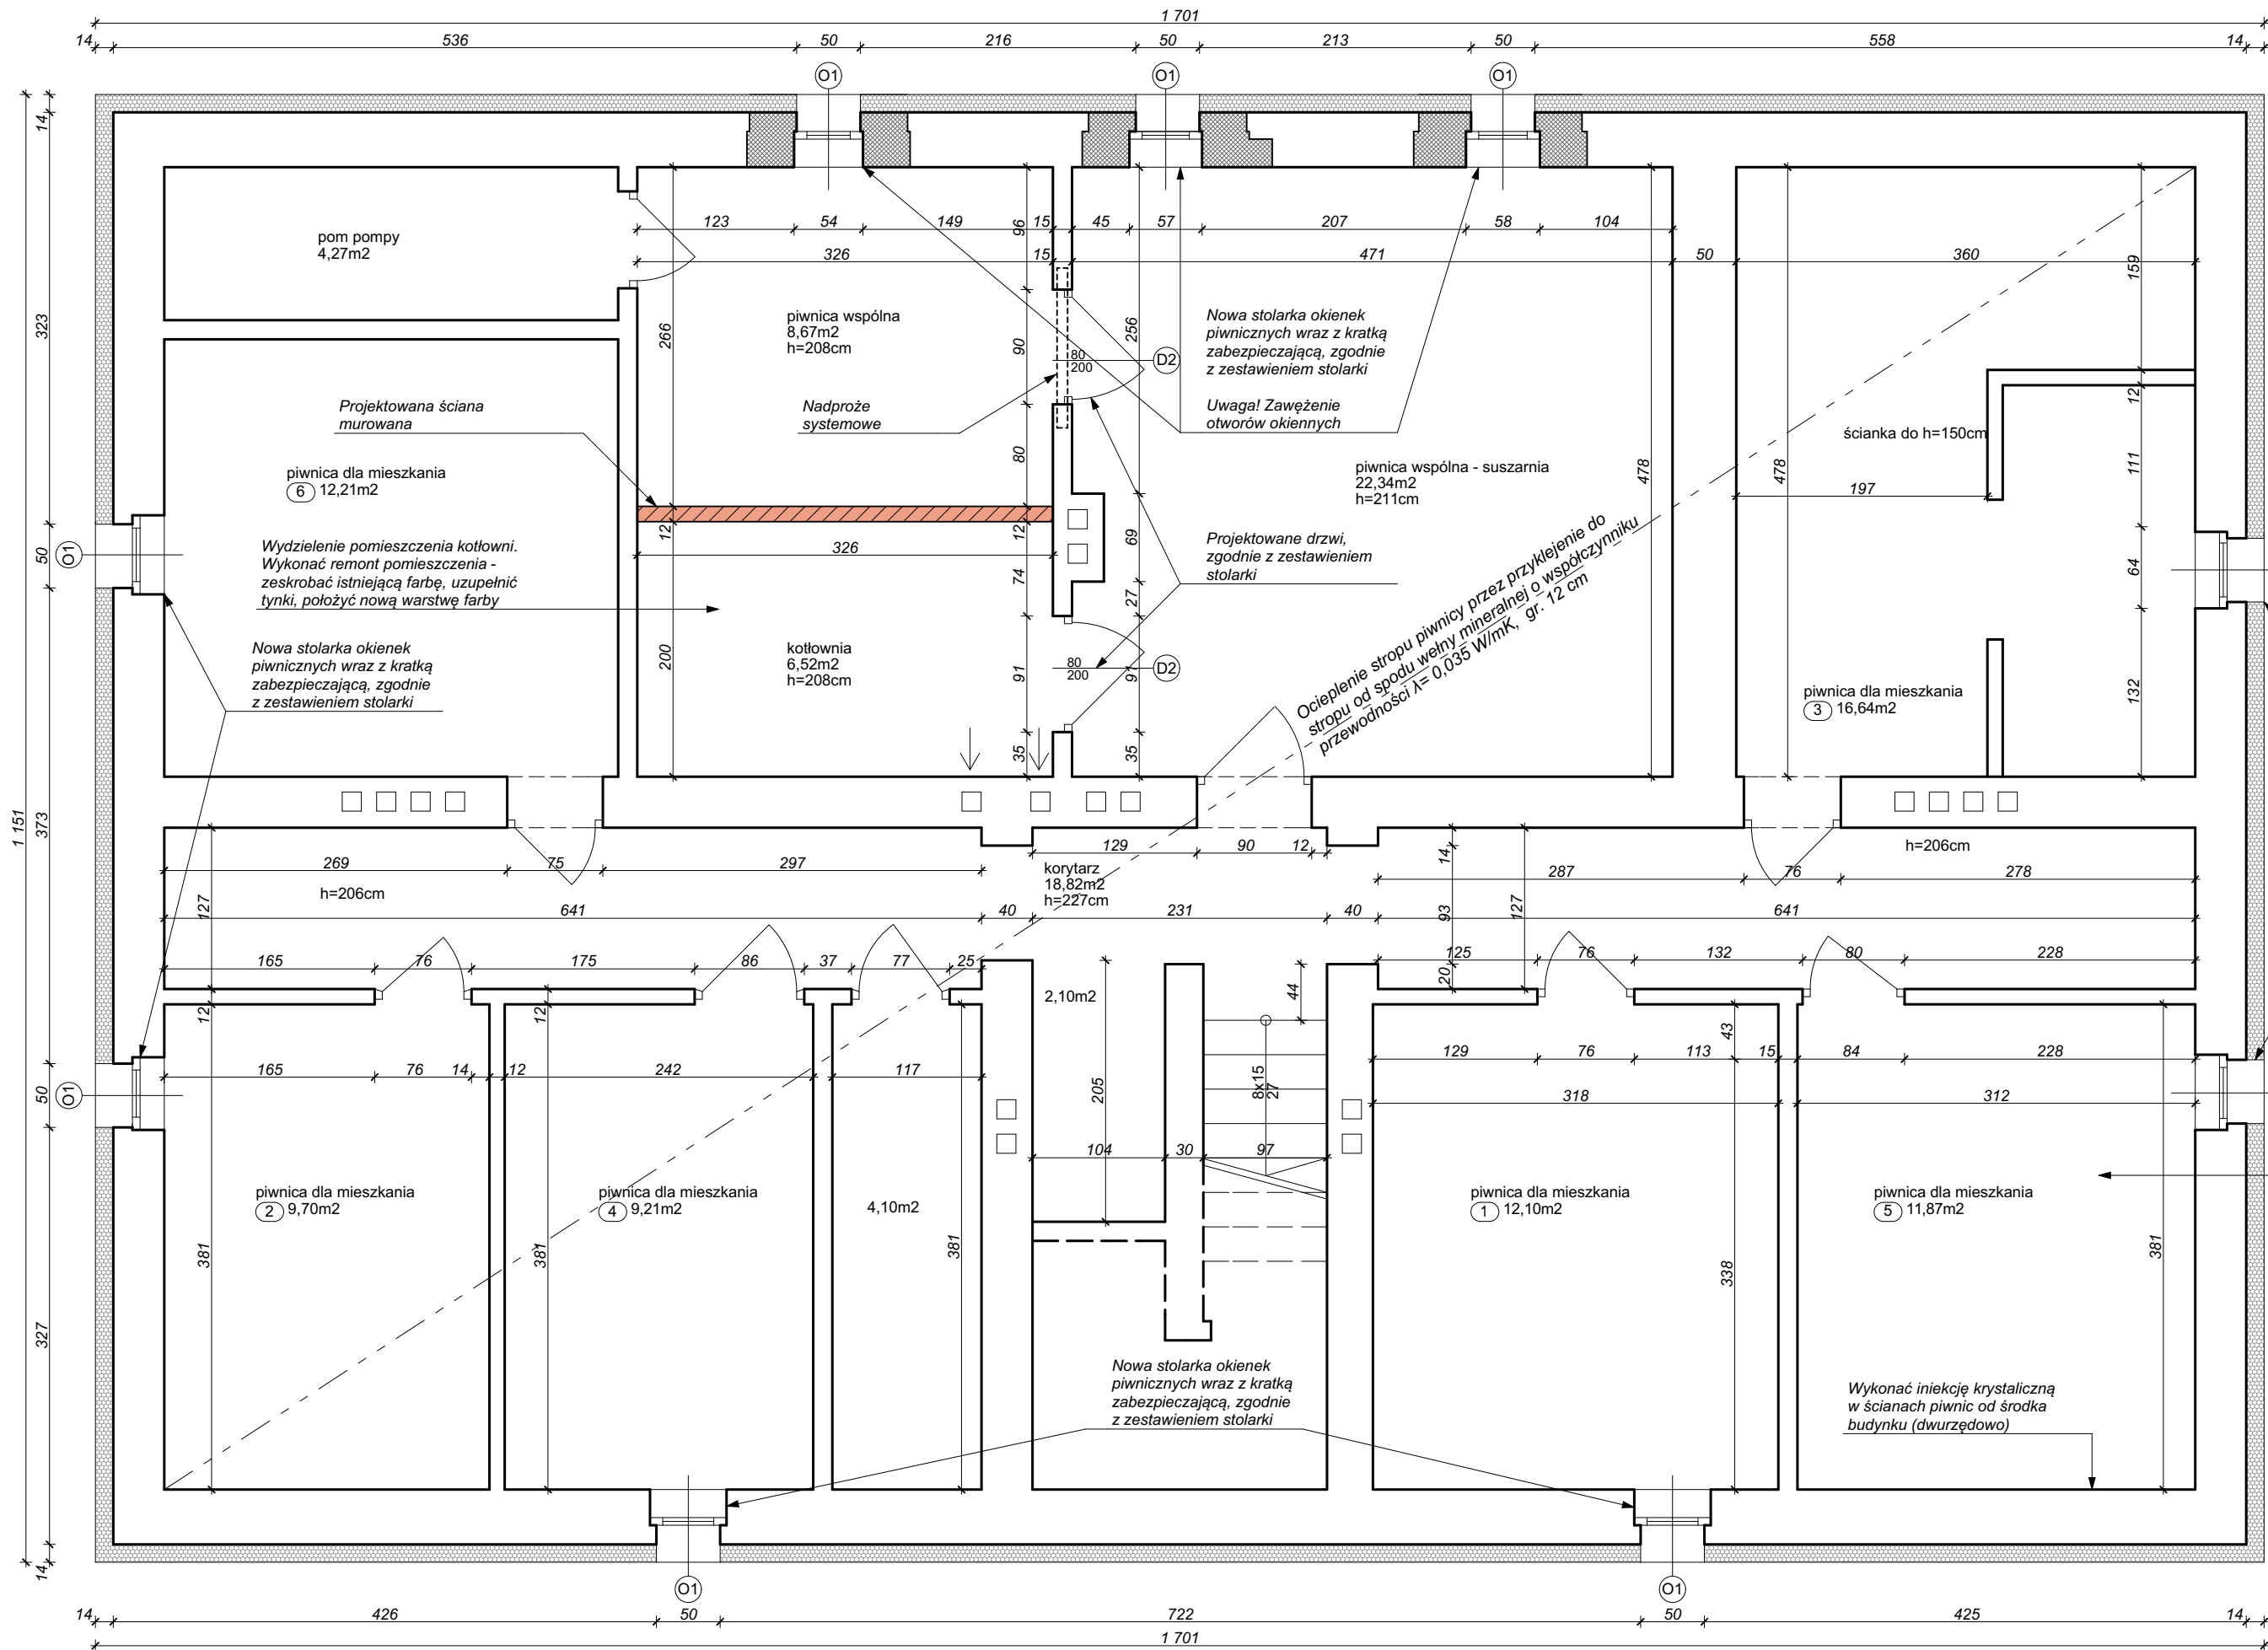 1 701
14 536 50 216 50 213 50 558 14
O1 O1 O1
14
323
50
373
50
327
14
1 151
O1
O1
pom pompy
4,27m2
123 54 149 15 45 57 207 58 104
326 15 471 50 360
96
90
80
12
74
91
35
266
12
200
256
69
27
91
35
478
478
159
12
111
64
132
piwnica wspólna
8,67m2
h=208cm
Nowa stolarka okienek
piwnicznych wraz z kratką
zabezpieczającą, zgodnie
z zestawieniem stolarki
Uwaga! Zawężenie
otworów okiennych
80
200
D2
Projektowana ściana
murowana
Nadproże
systemowe
ścianka do h=150cm
197
piwnica dla mieszkania
6 12,21m2
piwnica wspólna - suszarnia
22,34m2
h=211cm
Wydzielenie pomieszczenia kotłowni.
Wykonać remont pomieszczenia -
zeskrobać istniejącą farbę, uzupełnić
tynki, położyć nową warstwę farby
326
Projektowane drzwi,
zgodnie z zestawieniem
stolarki
Ocieplenie stropu piwnicy przez przyklejenie do
stropu od spodu wełny mineralnej o współczynniku
przewodności λ= 0,035 W/mK, gr. 12 cm
Nowa stolarka okienek
piwnicznych wraz z kratką
zabezpieczającą, zgodnie
z zestawieniem stolarki
kotłownia
6,52m2
h=208cm
80
200
D2
piwnica dla mieszkania
3 16,64m2
269 75 297
129 90 12
287 76 278
h=206cm
h=206cm
korytarz
18,82m2
h=227cm
127
14
93
20
127
641 40 231 40 641
165 76 175 86 37 77 25
125 76 132 80 228
12
12
2,10m2
44
43
165 76 14 12 242 117
129 76 113 15 84 228
318 312
205
8x15
27
104 30 97
piwnica dla mieszkania
2 9,70m2
piwnica dla mieszkania
4 9,21m2
4,10m2
piwnica dla mieszkania
1 12,10m2
piwnica dla mieszkania
5 11,87m2
381
381
381
338
381
Nowa stolarka okienek
piwnicznych wraz z kratką
zabezpieczającą, zgodnie
z zestawieniem stolarki
Wykonać iniekcję krystaliczną
w ścianach piwnic od środka
budynku (dwurzędowo)
O1 O1
14 426 50 722 50 425 14
1 701